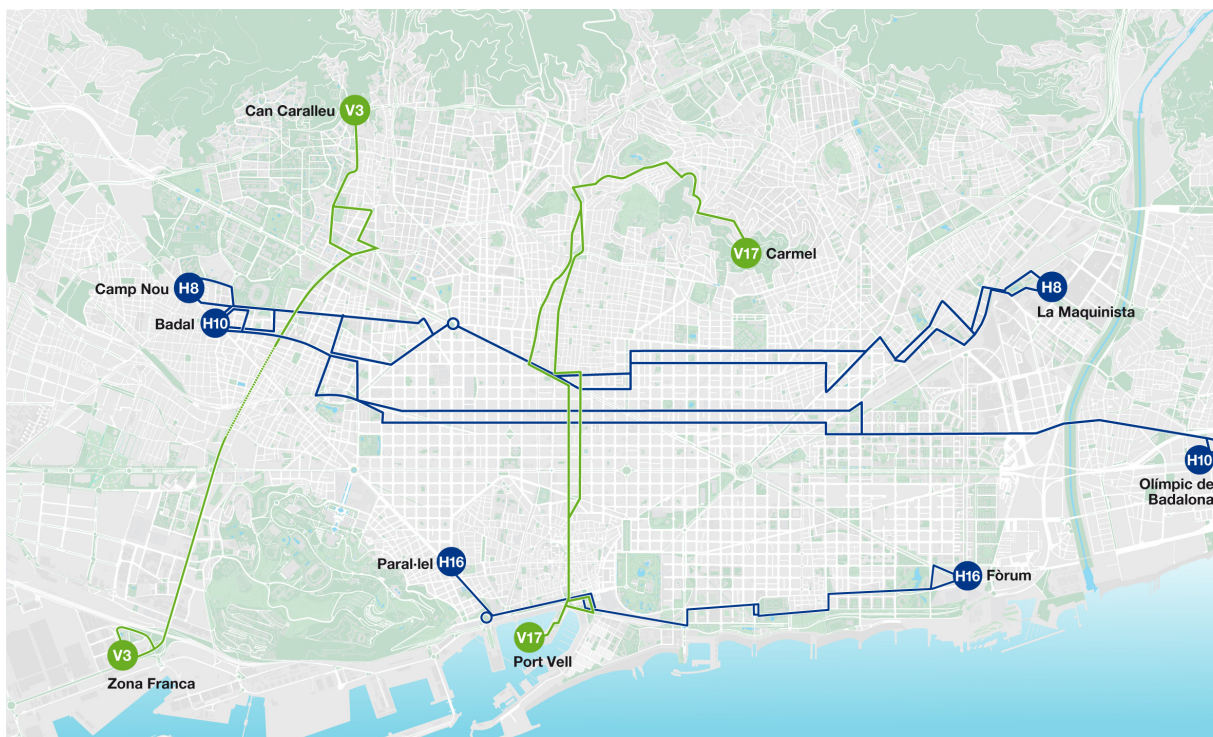 Can Caralleu V3
V17 Carmel
Camp Nou H8
H8
La Maquinista
Badal H10
H10
Olímpic de
Badalona
Paral·lel H16
H16 Fòrum
V17
Port Vell
V3
Zona Franca